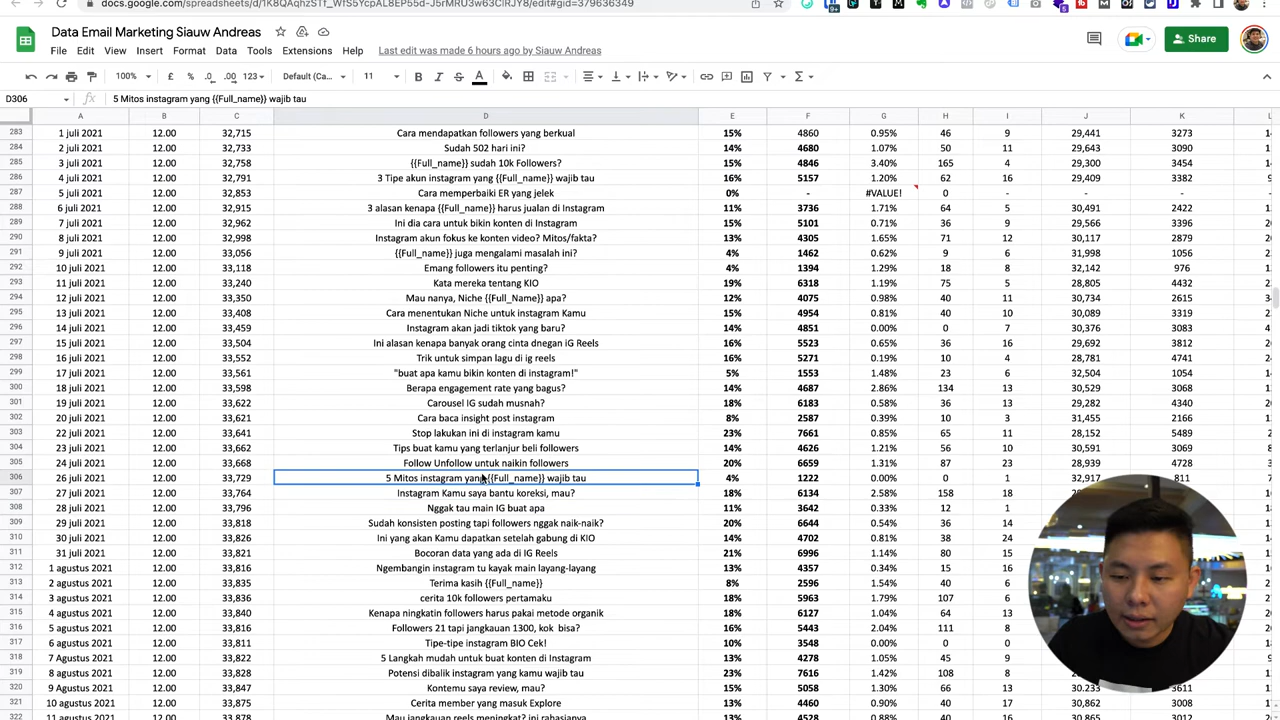 docs.google.com/spreadsheets/d/1K8QAqhzSTf_WfS5YcpAL8EP55d-J5rMRU3w63ClRJY8/edit#gid=379636349
Data Email Marketing Siauw Andreas
File Edit View Insert Format Data Tools Extensions Help Last edit was made 6 hours ago by Siauw Andreas
Share
100% £ % .0 .00 123 Default (Ca... 11
D306 fx 5 Mitos instagram yang {{Full_name}} wajib tau
A B C D E F G H I J K L
283 1 juli 2021 12.00 32,715 Cara mendapatkan followers yang berkual 15% 4860 0.95% 46 9 29,441 3273
284 2 juli 2021 12.00 32,733 Sudah 502 hari ini? 14% 4680 1.07% 50 11 29,643 3090
285 3 juli 2021 12.00 32,758 {{Full_name}} sudah 10k Followers? 15% 4846 3.40% 165 4 29,300 3454
286 4 juli 2021 12.00 32,791 3 Tipe akun instagram yang {{Full_name}} wajib tau 16% 5157 1.20% 62 16 29,409 3382
287 5 juli 2021 12.00 32,853 Cara memperbaiki ER yang jelek 0% - #VALUE! 0 - - -
288 6 juli 2021 12.00 32,915 3 alasan kenapa {{Full_name}} harus jualan di Instagram 11% 3736 1.71% 64 5 30,491 2422
289 7 juli 2021 12.00 32,962 Ini dia cara untuk bikin konten di Instagram 15% 5101 0.71% 36 9 29,566 3396
290 8 juli 2021 12.00 32,998 Instagram akun fokus ke konten video? Mitos/fakta? 13% 4305 1.65% 71 12 30,117 2879
291 9 juli 2021 12.00 33,056 {{Full_name}} juga mengalami masalah ini? 4% 1462 0.62% 9 6 31,998 1056
292 10 juli 2021 12.00 33,118 Emang followers itu penting? 4% 1394 1.29% 18 8 32,142 976
293 11 juli 2021 12.00 33,240 Kata mereka tentang KIO 19% 6318 1.19% 75 5 28,805 4432
294 12 juli 2021 12.00 33,350 Mau nanya, Niche {{Full_Name}} apa? 12% 4075 0.98% 40 11 30,734 2615
295 13 juli 2021 12.00 33,408 Cara menentukan Niche untuk instagram Kamu 15% 4954 0.81% 40 10 30,089 3319
296 14 juli 2021 12.00 33,459 Instagram akan jadi tiktok yang baru? 14% 4851 0.00% 0 7 30,376 3083
297 15 juli 2021 12.00 33,504 Ini alasan kenapa banyak orang cinta dnegan IG Reels 16% 5523 0.65% 36 16 29,692 3812
298 16 juli 2021 12.00 33,552 Trik untuk simpan lagu di ig reels 16% 5271 0.19% 10 4 28,781 4741
299 17 juli 2021 12.00 33,561 "buat apa kamu bikin konten di instagram!" 5% 1553 1.48% 23 6 32,504 1054
300 18 juli 2021 12.00 33,598 Berapa engagement rate yang bagus? 14% 4687 2.86% 134 13 30,529 3068
301 19 juli 2021 12.00 33,622 Carousel IG sudah musnah? 18% 6183 0.58% 36 13 29,282 4340
302 20 juli 2021 12.00 33,621 Cara baca insight post instagram 8% 2587 0.39% 10 3 31,455 2166
303 22 juli 2021 12.00 33,641 Stop lakukan ini di instagram kamu 23% 7661 0.85% 65 11 28,152 5489
304 23 juli 2021 12.00 33,662 Tips buat kamu yang terlanjur beli followers 14% 4626 1.21% 56 10 30,591 3069
305 24 juli 2021 12.00 33,668 Follow Unfollow untuk naikin followers 20% 6659 1.31% 87 23 28,939 4728
306 26 juli 2021 12.00 33,729 5 Mitos instagram yang {{Full_name}} wajib tau 4% 1222 0.00% 0 1 811
307 27 juli 2021 12.00 33,764 Instagram Kamu saya bantu koreksi, mau? 18% 6134 2.58% 158 18
308 28 juli 2021 12.00 33,796 Nggak tau main IG buat apa 11% 3642 0.33% 12 1
309 29 juli 2021 12.00 33,818 Sudah konsisten posting tapi followers nggak naik-naik? 20% 6644 0.54% 36 14
310 30 juli 2021 12.00 33,826 Ini yang akan Kamu dapatkan setelah gabung di KIO 14% 4702 0.81% 38 24
311 31 juli 2021 12.00 33,821 Bocoran data yang ada di IG Reels 21% 6996 1.14% 80 15
312 1 agustus 2021 12.00 33,821 Ngembangin instagram tu kayak main layang-layang 13% 4357 0.34% 15 16
313 2 agustus 2021 12.00 33,835 Terima kasih {{Full_name}} 8% 2596 1.54% 40 6
314 3 agustus 2021 12.00 33,836 cerita 10k followers pertamaku 18% 5963 1.79% 107 6
315 4 agustus 2021 12.00 33,840 Kenapa ningkatin followers harus pakai metode organik 18% 6127 1.04% 64 13
316 5 agustus 2021 12.00 33,816 Followers 21 tapi jangkauan 1300, kok bisa? 16% 5443 2.04% 111 8
317 6 agustus 2021 12.00 33,822 Tipe-tipe instagram BIO Cek! 10% 3548 0.00% 0 0
318 7 Agustus 2021 12.00 33,822 5 Langkah mudah untuk buat konten di Instagram 13% 4278 1.05% 45 9
319 8 agustus 2021 12.00 33,828 Potensi dibalik instagram yang kamu wajib tau 23% 7616 1.42% 108 8
320 9 Agustus 2021 12.00 33,847 Kontemu saya review, mau? 15% 5058 1.30% 66 13 30.233 3611
321 10 agustus 2021 12.00 33,875 Cerita member yang masuk Explore 13% 4460 0.90% 40 13
322 11 agustus 2021 12.00 33,878 Mau jangkauan reels meningkat? ini rahasianya 13% 4528 0.88% 40 16 30,865